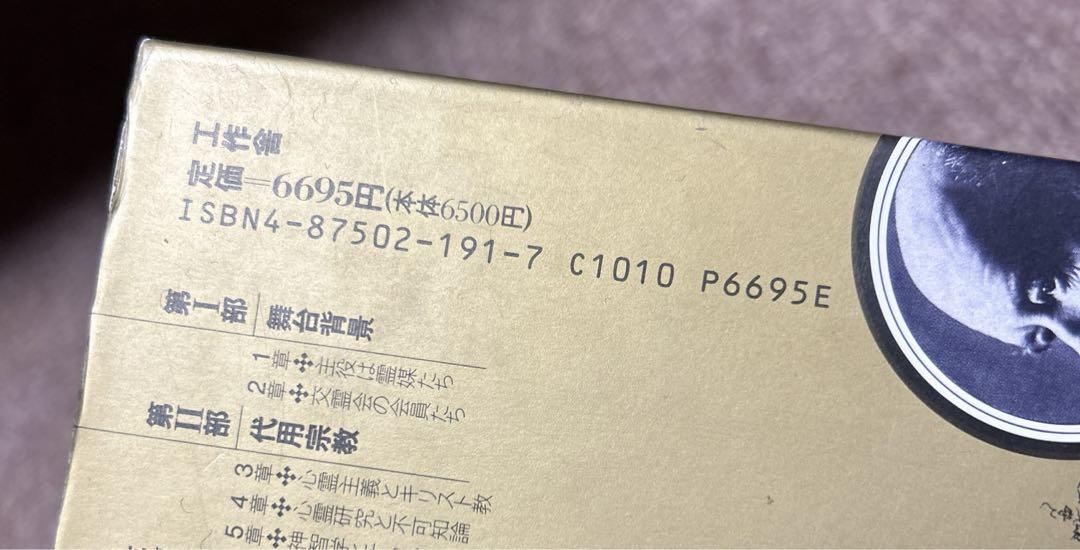 工作舎
定価=6695円(本体6500円)
ISBN4-87502-191-7 C1010 P6695E
第I部 舞台背景
1章✤主役は霊媒たち
2章✤交霊会の会員たち
第II部 代用宗教
3章✤心霊主義とキリスト教
4章✤心霊研究と不可知論
5章✤神智学と